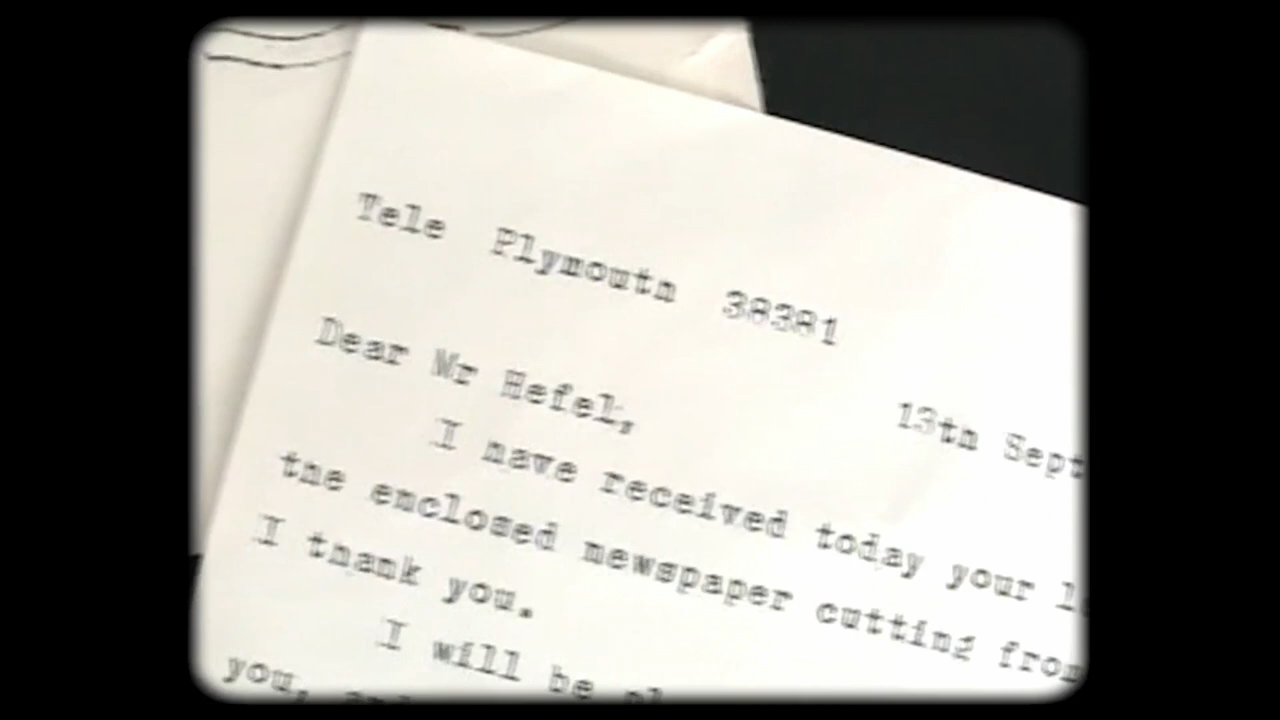 Tele Plymouth 38381
13th Sept
Dear Mr Hefel,
I have received today your
the enclosed newspaper cutting from
I thank you.
I will be
you,